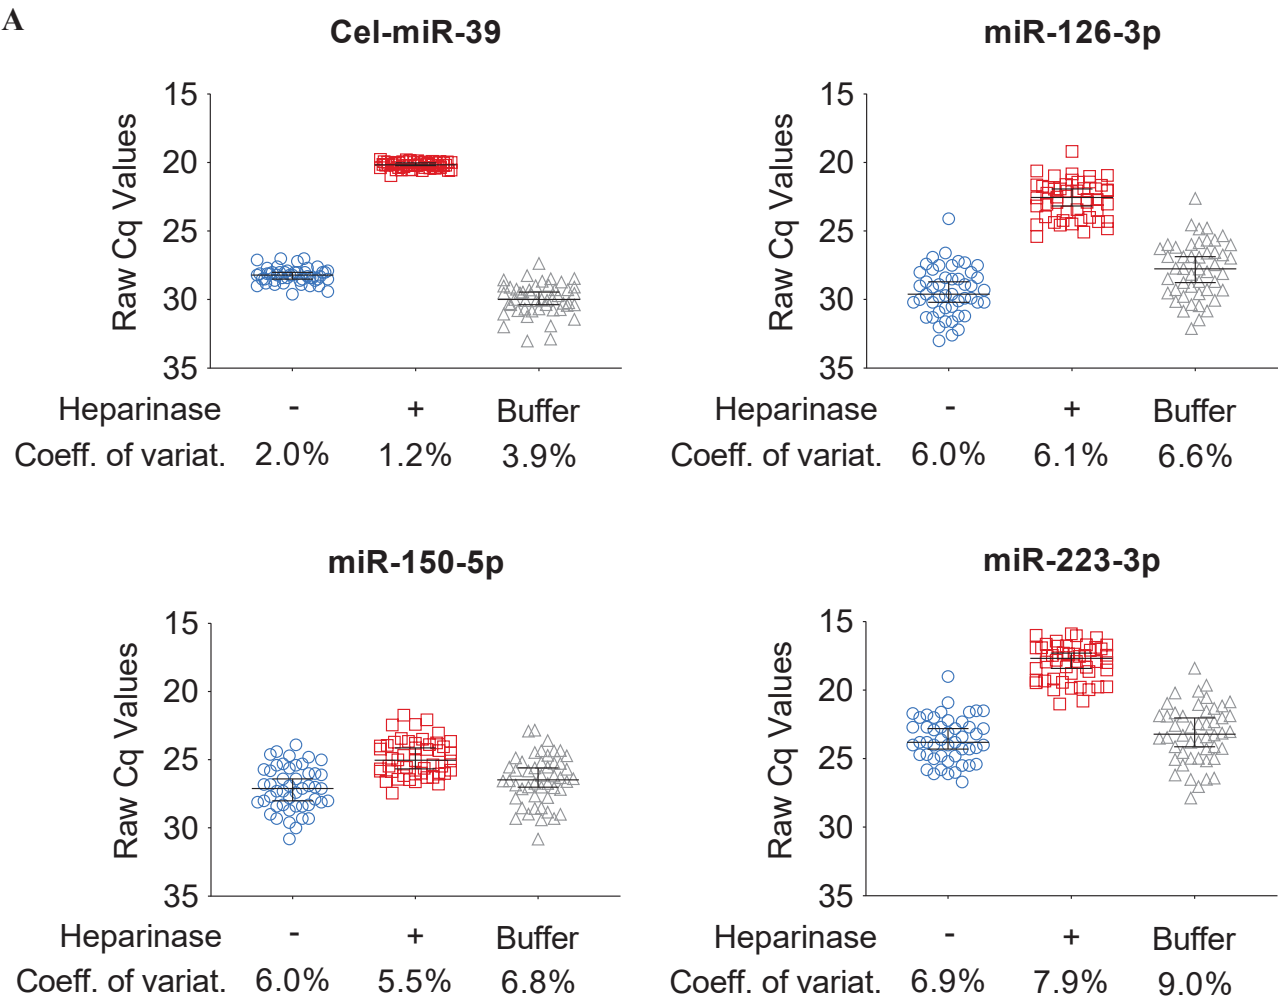 A
Cel-miR-39
Raw Cq Values
15
20
25
30
35
Heparinase - + Buffer
Coeff. of variat. 2.0% 1.2% 3.9%
miR-126-3p
Raw Cq Values
15
20
25
30
35
Heparinase - + Buffer
Coeff. of variat. 6.0% 6.1% 6.6%
miR-150-5p
Raw Cq Values
15
20
25
30
35
Heparinase - + Buffer
Coeff. of variat. 6.0% 5.5% 6.8%
miR-223-3p
Raw Cq Values
15
20
25
30
35
Heparinase - + Buffer
Coeff. of variat. 6.9% 7.9% 9.0%